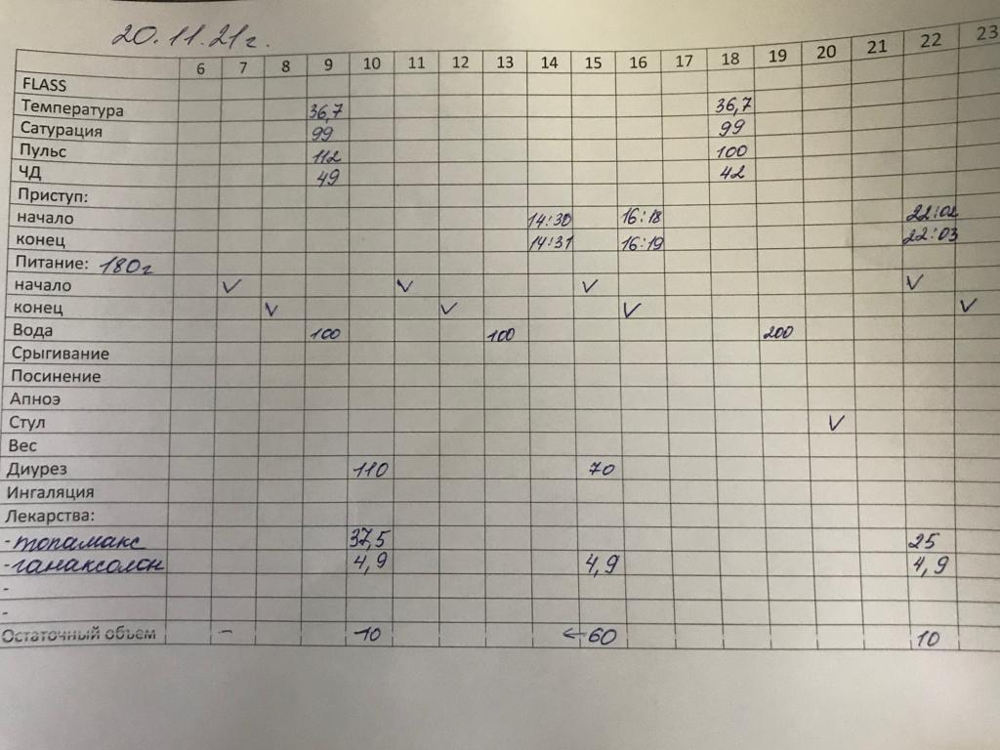 20.11.21г.
6 7 8 9 10 11 12 13 14 15 16 17 18 19 20 21 22 23
FLASS
Температура 36,7 36,7
Сатурация 99 99
Пульс 112 100
ЧД 49 42
Приступ:
начало 14:30 16:18 22:02
конец 14:31 16:19 22:03
Питание: 180г
начало V V V V
конец V V V V
Вода 100 100 200
Срыгивание
Посинение
Апноэ
Стул V
Вес
Диурез 110 70
Ингаляция
Лекарства:
-топамакс 37,5 25
-ганаксолон 4,9 4,9 4,9
-
-
Остаточный объем - 10 ←60 10